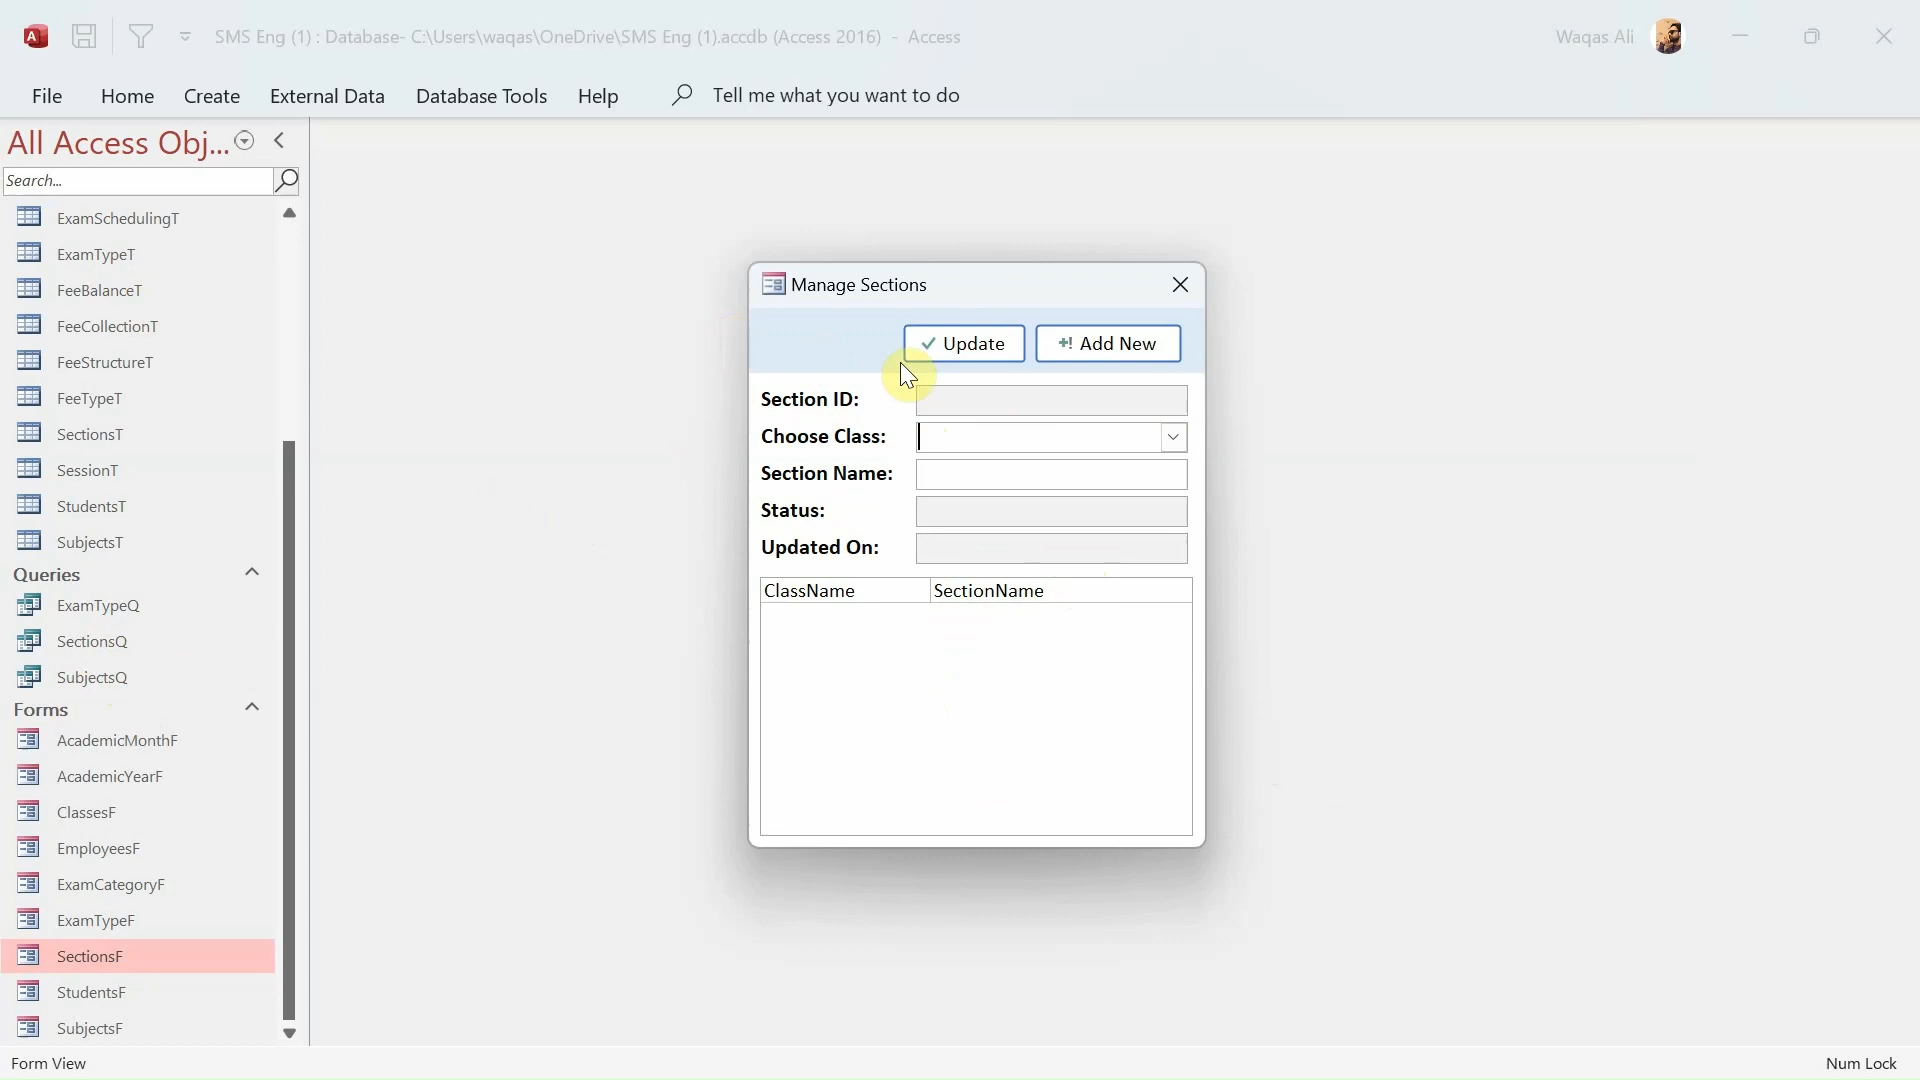 SMS Eng (1) : Database- C:\Users\waqas\OneDrive\SMS Eng (1).accdb (Access 2016) - Access
Waqas Ali
File Home Create External Data Database Tools Help Tell me what you want to do
All Access Obj...
Search...
ExamSchedulingT
ExamTypeT
FeeBalanceT
FeeCollectionT
FeeStructureT
FeeTypeT
SectionsT
SessionT
StudentsT
SubjectsT
Queries
ExamTypeQ
SectionsQ
SubjectsQ
Forms
AcademicMonthF
AcademicYearF
ClassesF
EmployeesF
ExamCategoryF
ExamTypeF
SectionsF
StudentsF
SubjectsF
Manage Sections
Update
Add New
Section ID:
Choose Class:
Section Name:
Status:
Updated On:
ClassName SectionName
Form View
Num Lock